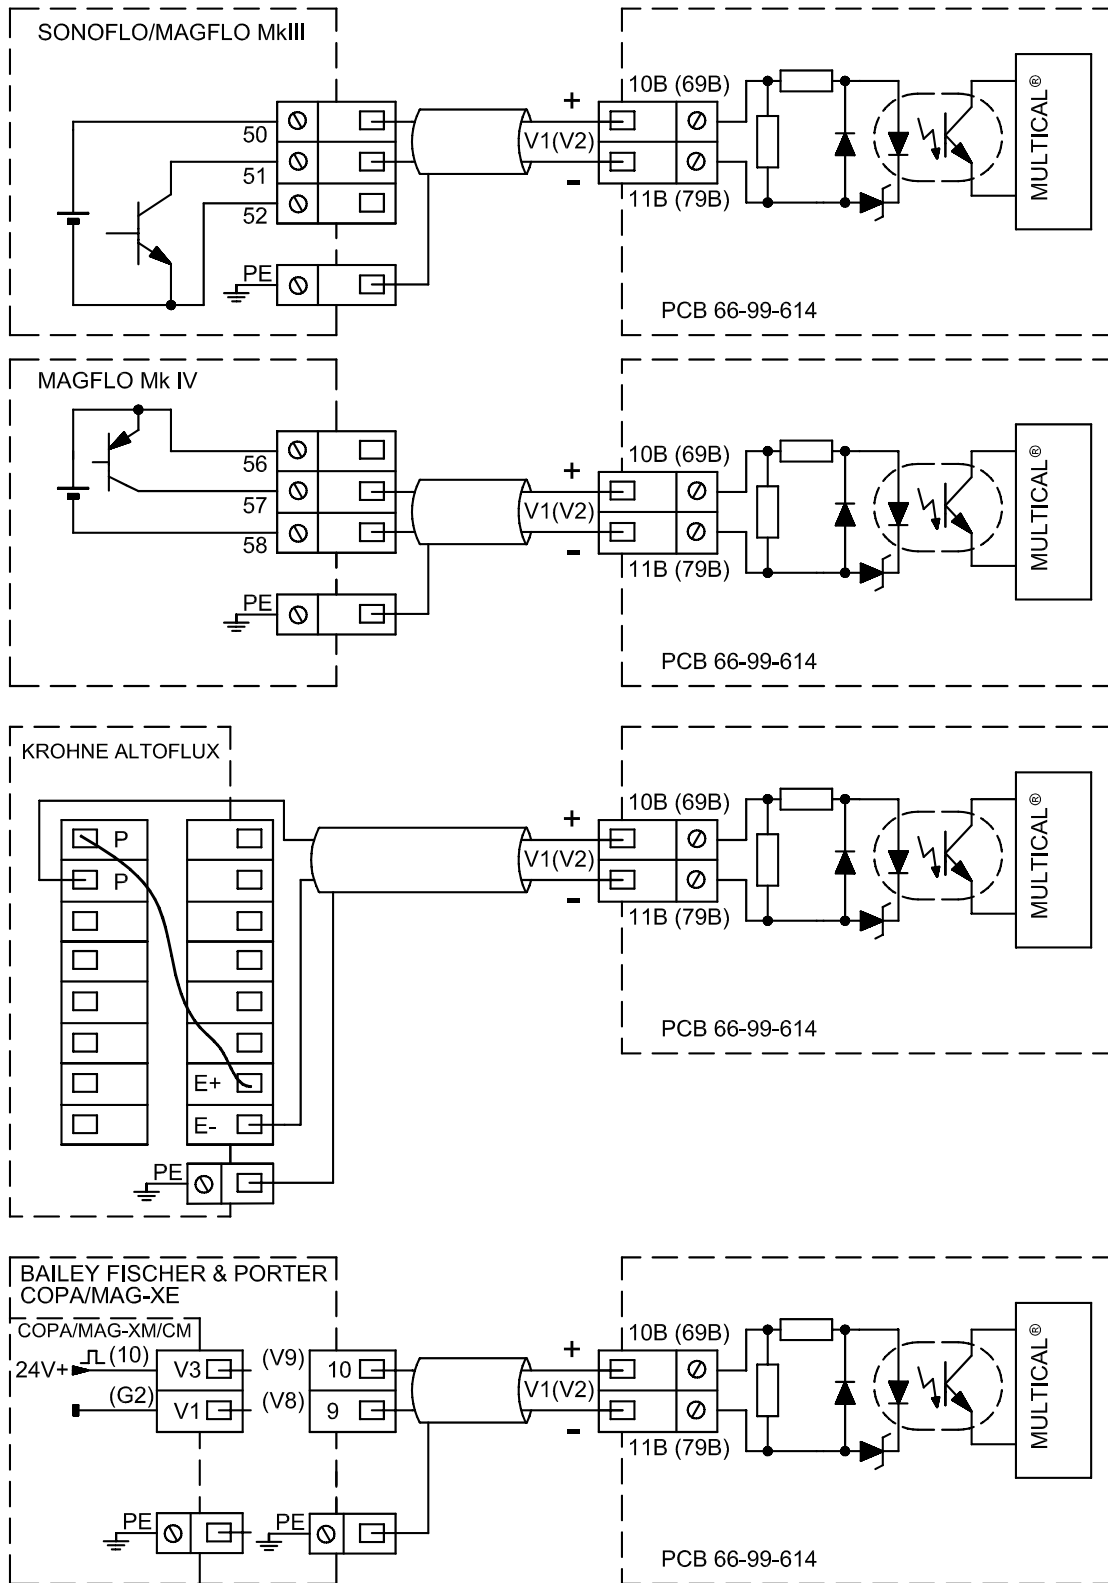 SONOFLO/MAGFLO MkIII
50
51
52
PE
+
V1(V2)
-
10B (69B)
11B (79B)
MULTICAL®
PCB 66-99-614
MAGFLO Mk IV
56
57
58
PE
+
V1(V2)
-
10B (69B)
11B (79B)
MULTICAL®
PCB 66-99-614
KROHNE ALTOFLUX
P
P
E+
E-
PE
+
V1(V2)
-
10B (69B)
11B (79B)
MULTICAL®
PCB 66-99-614
BAILEY FISCHER & PORTER
COPA/MAG-XE
COPA/MAG-XM/CM
24V+ (10) V3 (V9) 10
(G2) V1 (V8) 9
PE
PE
+
V1(V2)
-
10B (69B)
11B (79B)
MULTICAL®
PCB 66-99-614